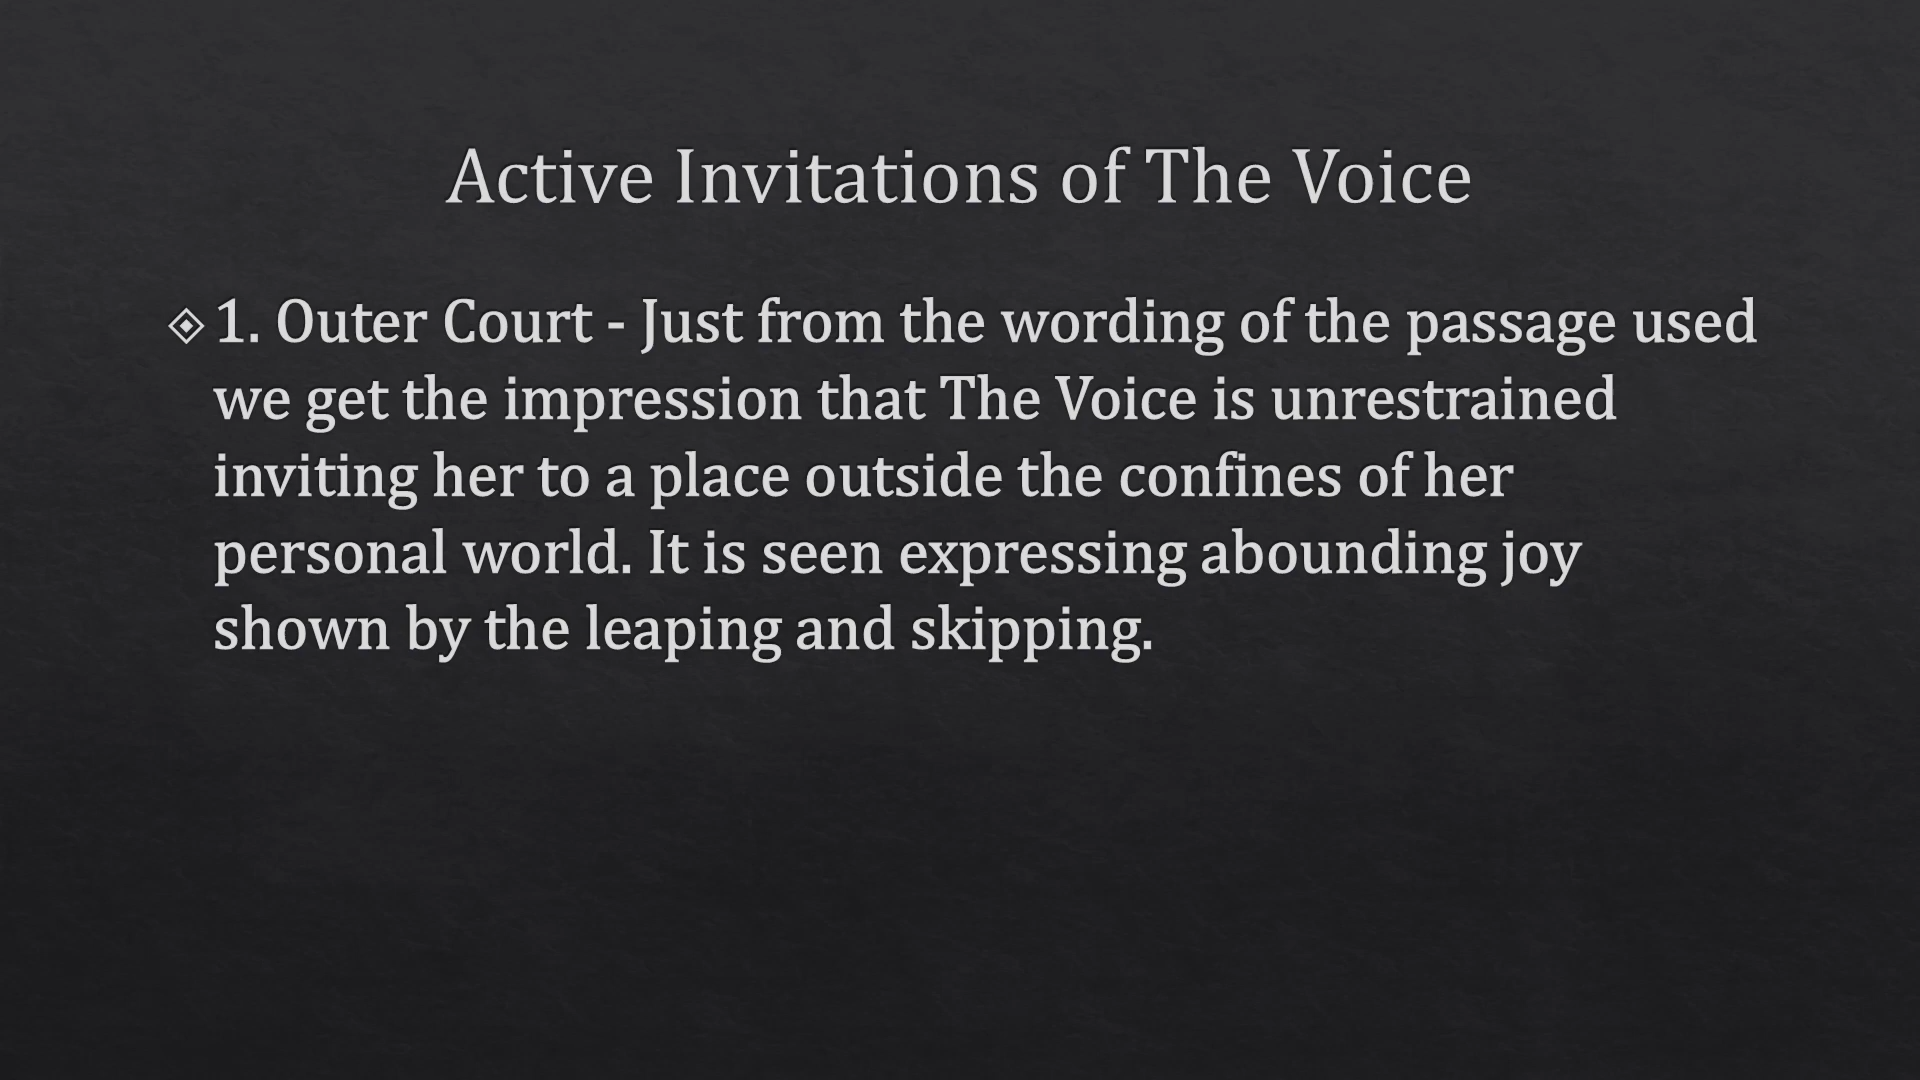 Active Invitations of The Voice
1. Outer Court - Just from the wording of the passage used
we get the impression that The Voice is unrestrained
inviting her to a place outside the confines of her
personal world. It is seen expressing abounding joy
shown by the leaping and skipping.